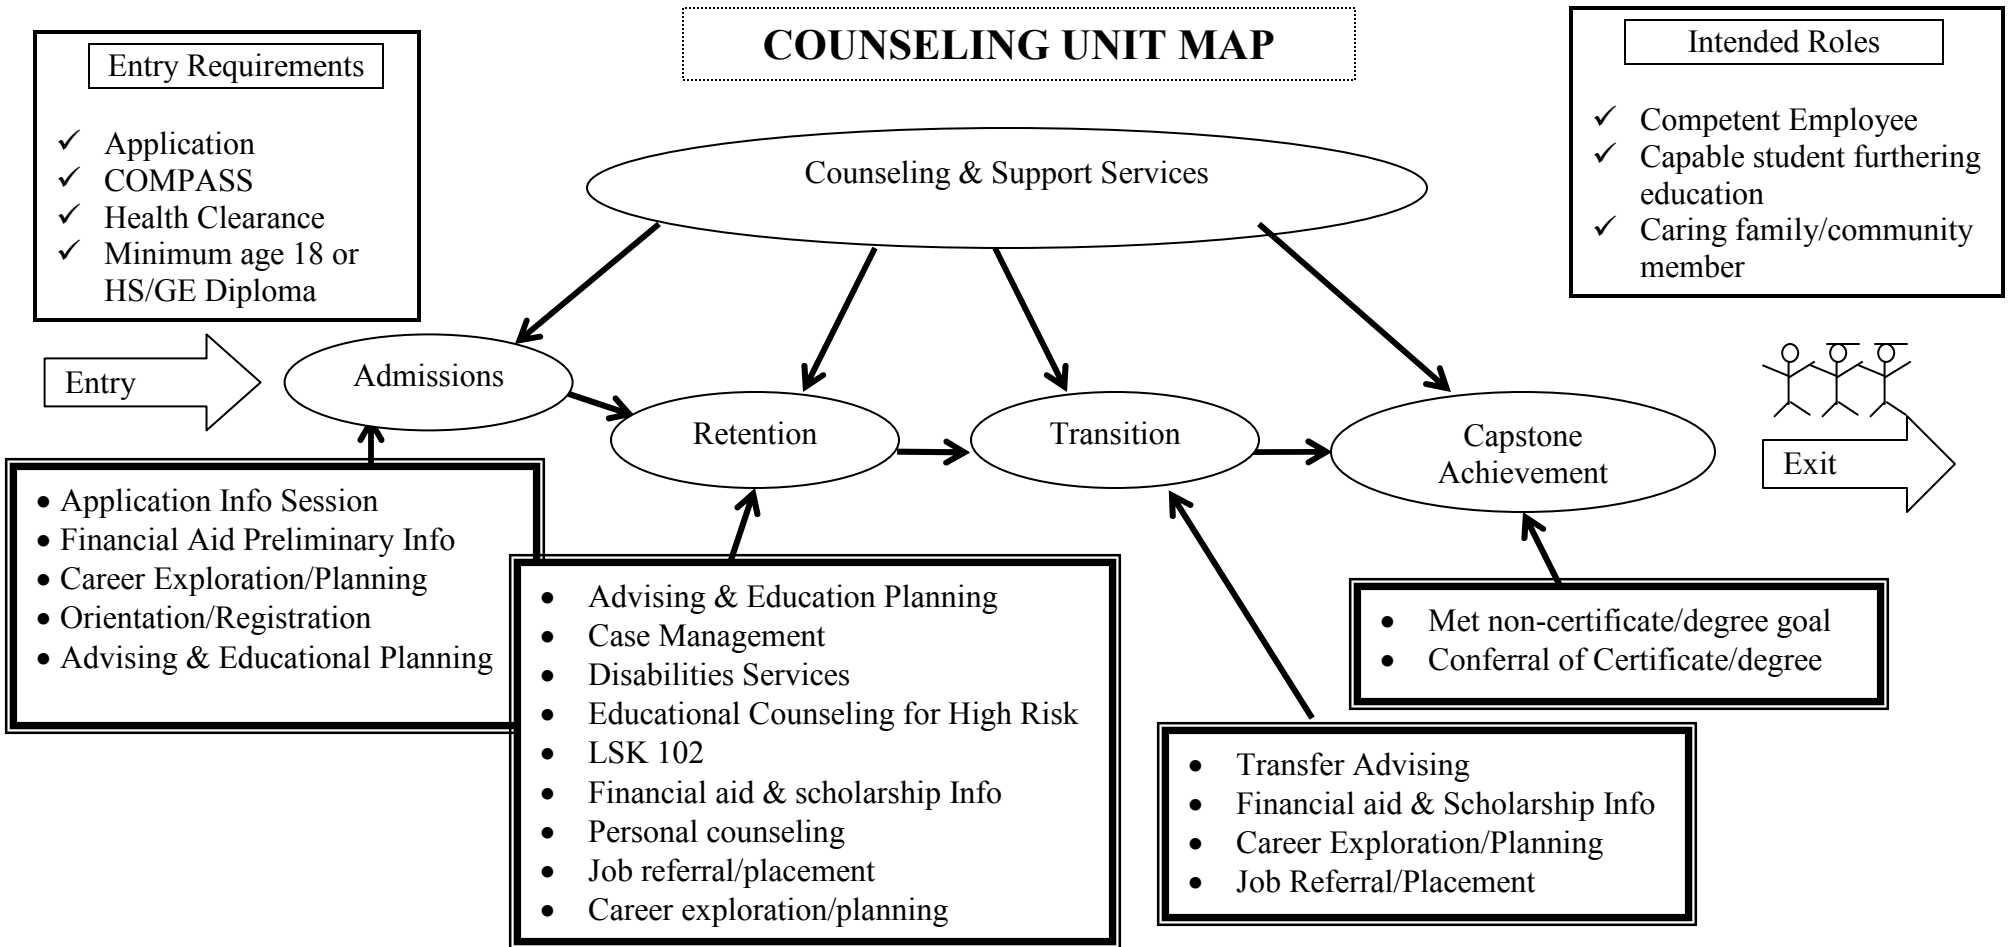 COUNSELING UNIT MAP
Entry Requirements
✓ Application
✓ COMPASS
✓ Health Clearance
✓ Minimum age 18 or
HS/GE Diploma
Intended Roles
✓ Competent Employee
✓ Capable student furthering
education
✓ Caring family/community
member
Counseling & Support Services
Entry
Admissions
Retention
Transition
Capstone
Achievement
Exit
• Application Info Session
• Financial Aid Preliminary Info
• Career Exploration/Planning
• Orientation/Registration
• Advising & Educational Planning
• Advising & Education Planning
• Case Management
• Disabilities Services
• Educational Counseling for High Risk
• LSK 102
• Financial aid & scholarship Info
• Personal counseling
• Job referral/placement
• Career exploration/planning
• Transfer Advising
• Financial aid & Scholarship Info
• Career Exploration/Planning
• Job Referral/Placement
• Met non-certificate/degree goal
• Conferral of Certificate/degree